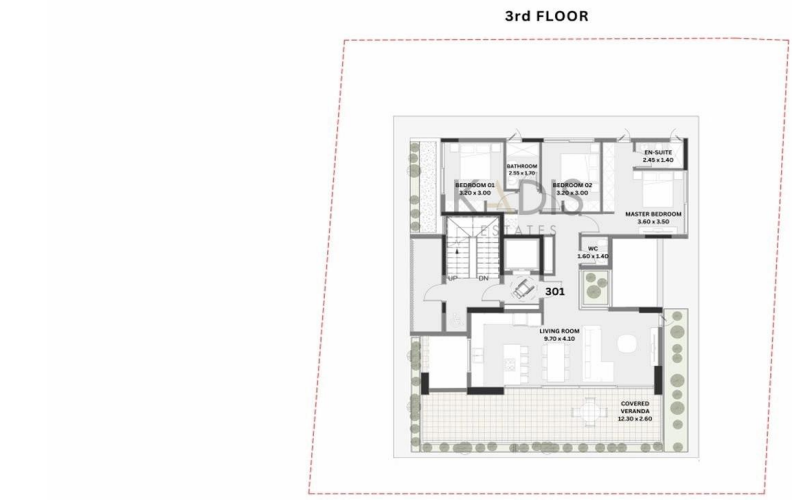 3rd FLOOR
EN-SUITE
2.45 x 1.40
BATHROOM
2.55 x 1.70
BEDROOM 01
3.20 x 3.00
BEDROOM 02
3.20 x 3.00
KADIS
ESTATES
MASTER BEDROOM
3.60 x 3.50
WC
1.60 x 1.40
UP
DN
301
LIVING ROOM
9.70 x 4.10
COVERED
VERANDA
12.30 x 2.60